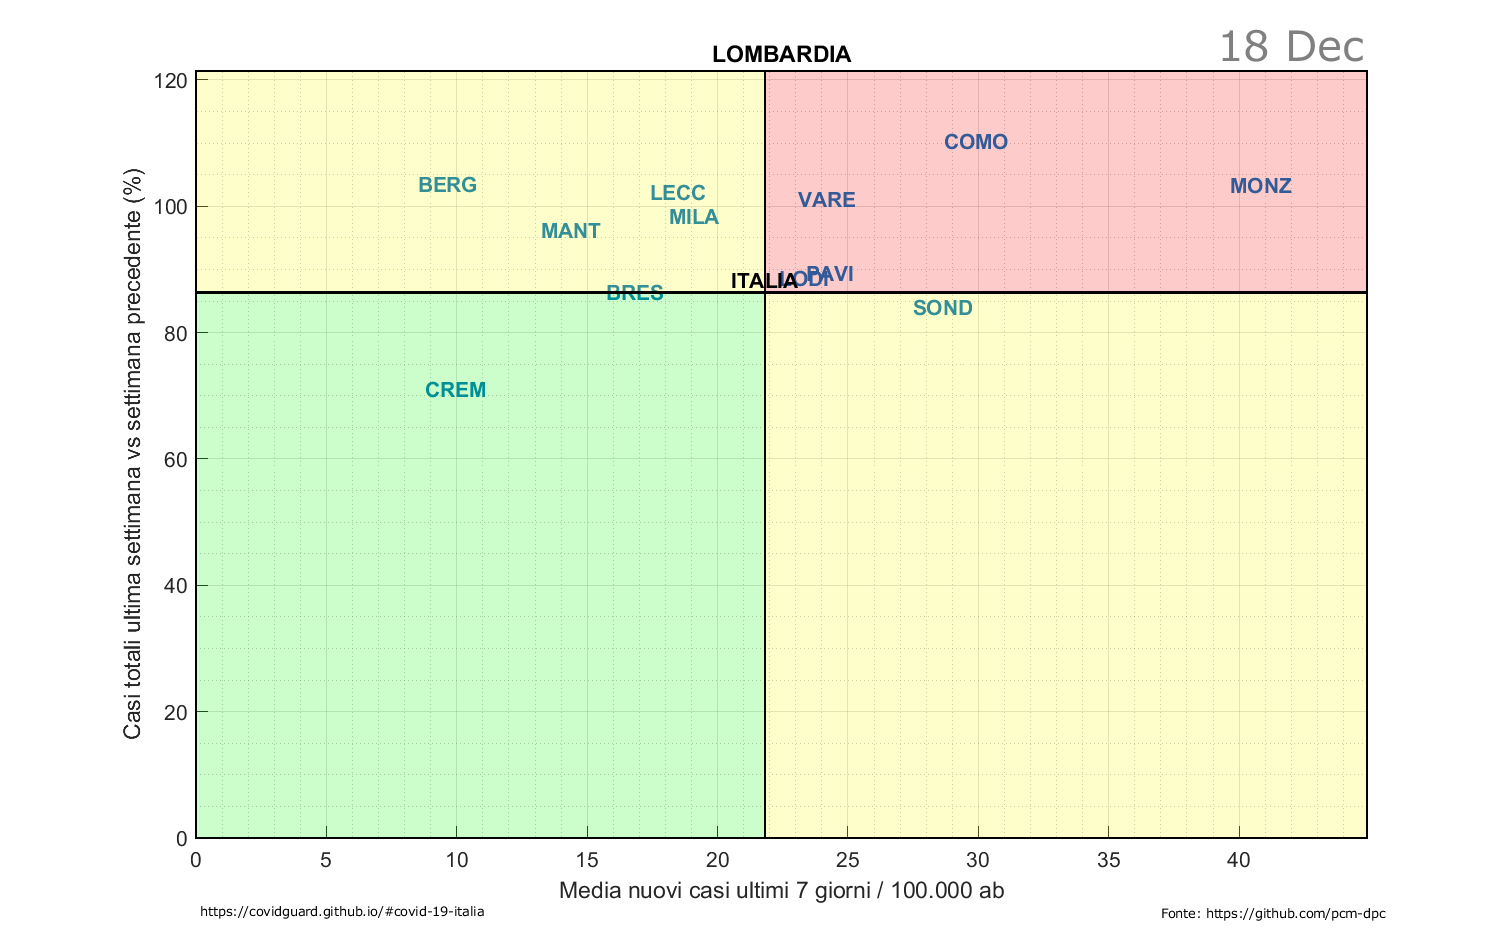 18 Dec
LOMBARDIA
Casi totali ultima settimana vs settimana precedente (%)
120
100
80
60
40
20
0
COMO
BERG
MONZ
LECC
VARE
MILA
MANT
PAVI
LODI
ITALIA
BRES
SOND
CREM
0 5 10 15 20 25 30 35 40
Media nuovi casi ultimi 7 giorni / 100.000 ab
https://covidguard.github.io/#covid-19-italia
Fonte: https://github.com/pcm-dpc